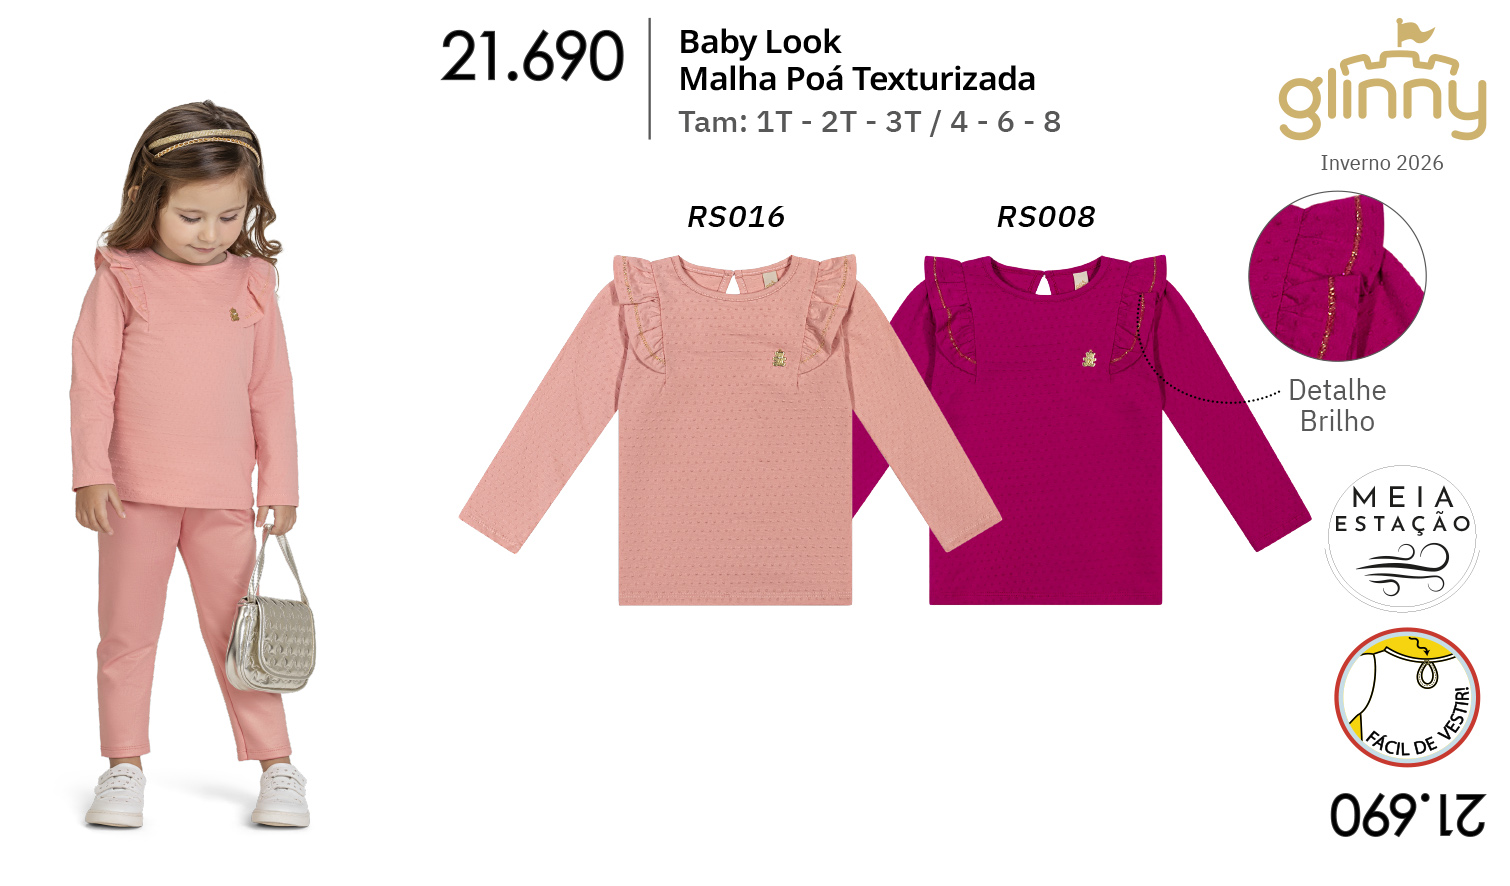 21.690
Baby Look
Malha Poá Texturizada
Tam: 1T - 2T - 3T / 4 - 6 - 8
glinny
Inverno 2026
RS016
RS008
Detalhe
Brilho
MEIA
ESTAÇÃO
FÁCIL DE VESTIR!
21.690